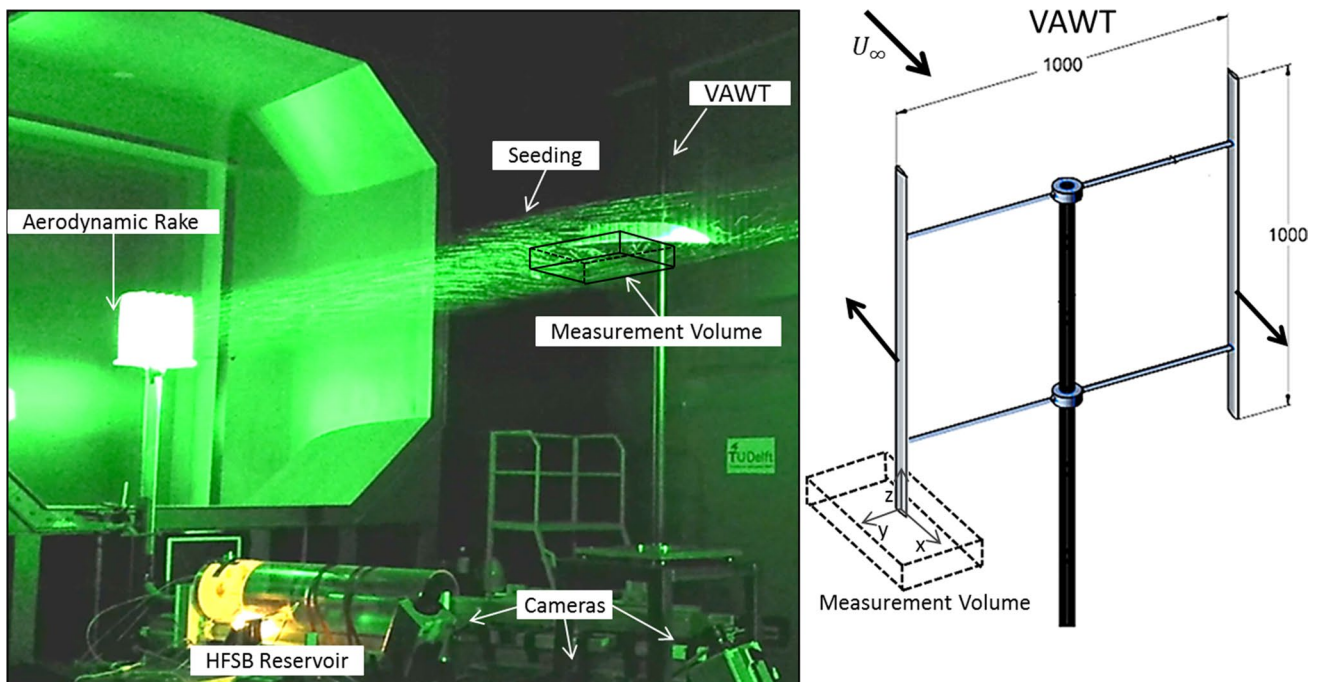 VAWT
Seeding
Aerodynamic Rake
Measurement Volume
TUDelft
Cameras
HFSB Reservoir
VAWT
U∞
1000
1000
z
y
x
Measurement Volume